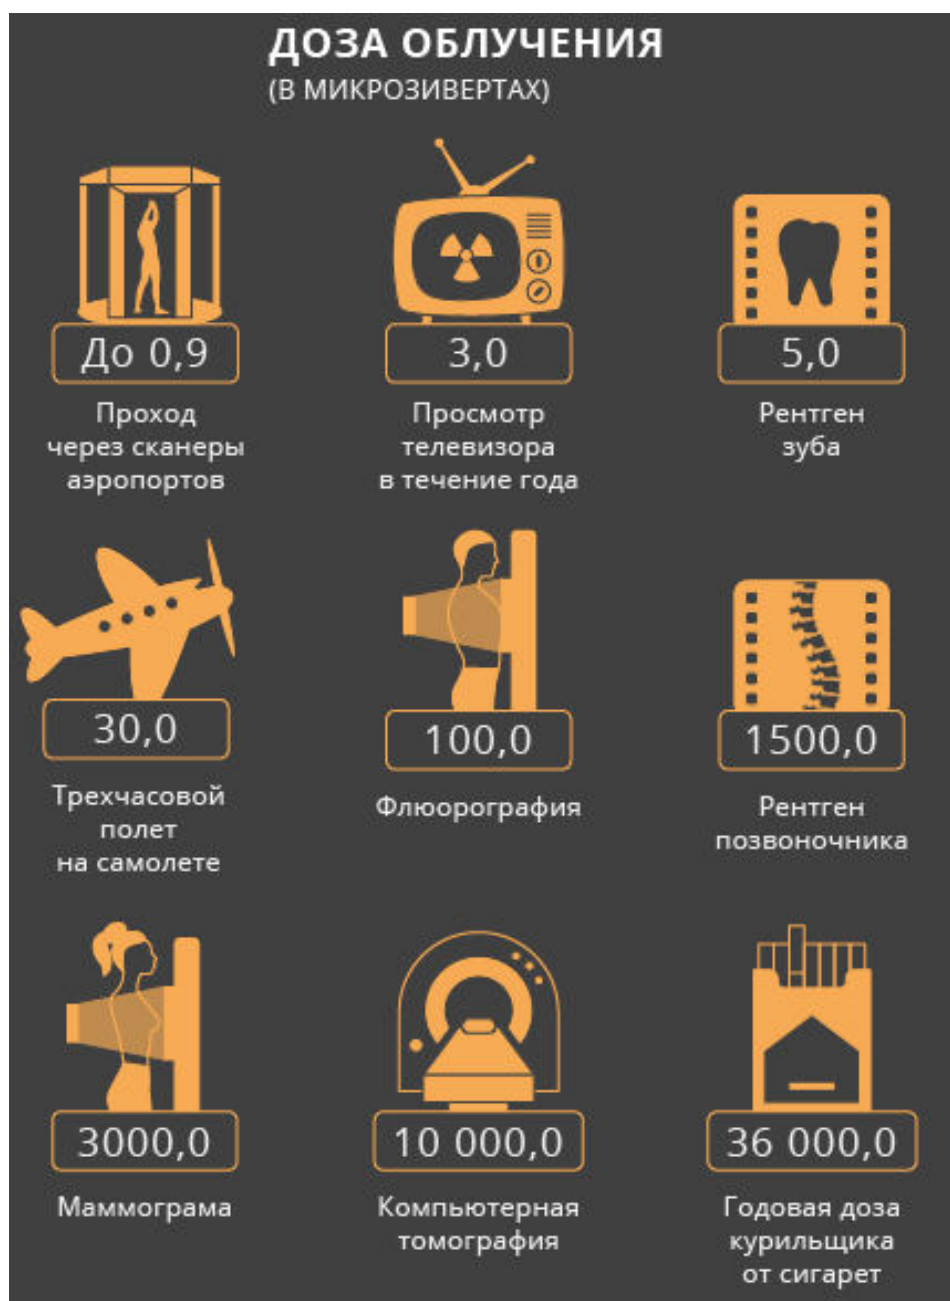 ДОЗА ОБЛУЧЕНИЯ
(В МИКРОЗИВЕРТАХ)
До 0,9
Проход
через сканеры
аэропортов
3,0
Просмотр
телевизора
в течение года
5,0
Рентген
зуба
30,0
Трехчасовой
полет
на самолете
100,0
Флюорография
1500,0
Рентген
позвоночника
3000,0
Маммограма
10 000,0
Компьютерная
томография
36 000,0
Годовая доза
курильщика
от сигарет